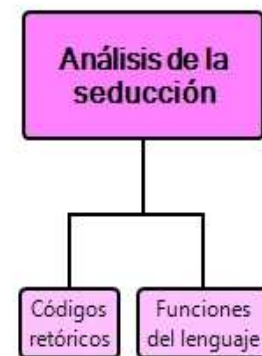 Análisis de la
seducción
Códigos
retóricos
Funciones
del lenguaje